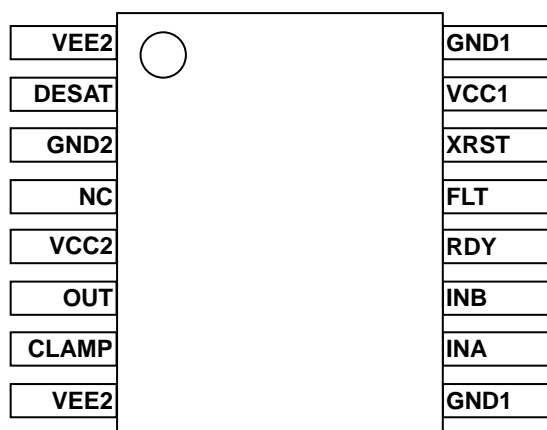 VEE2 GND1
DESAT VCC1
GND2 XRST
NC FLT
VCC2 RDY
OUT INB
CLAMP INA
VEE2 GND1